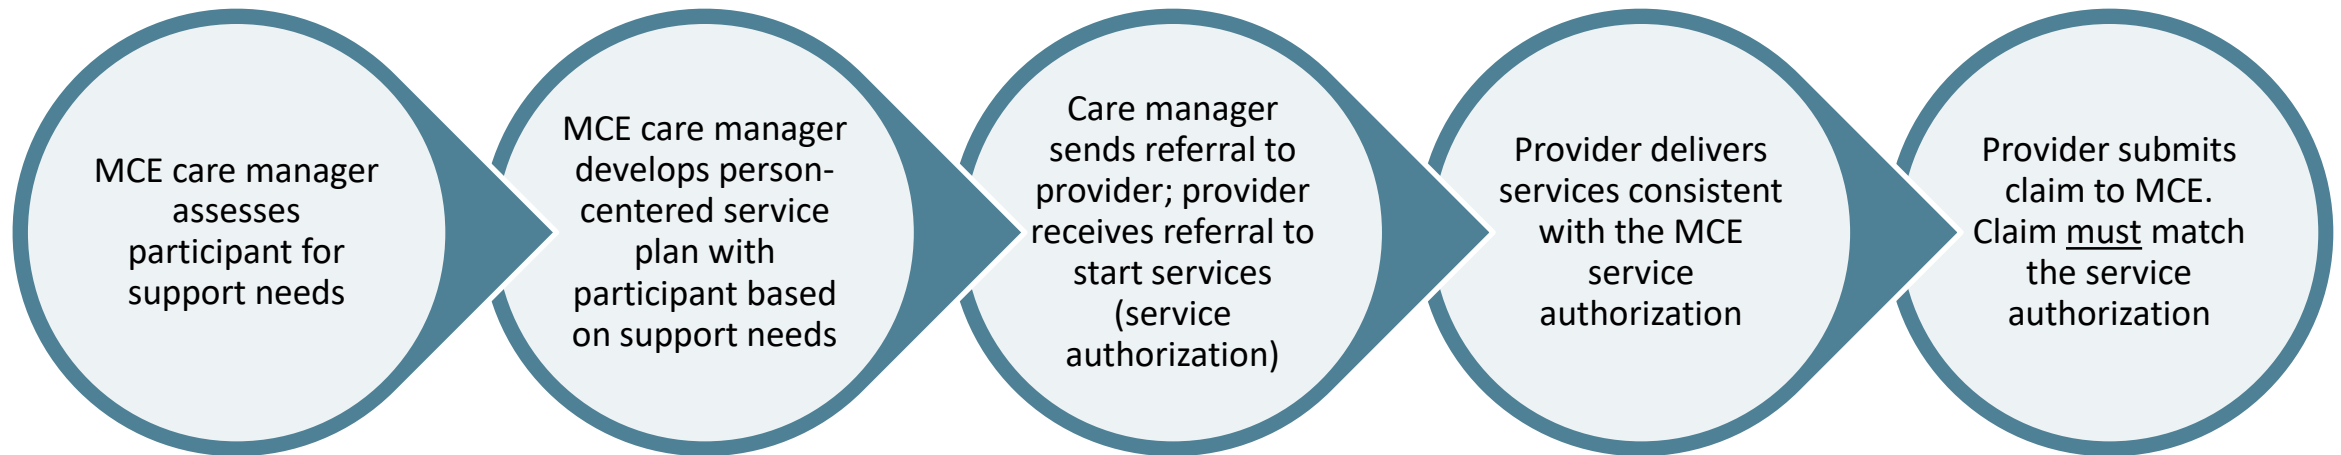 MCE care manager
assesses
participant for
support needs
MCE care manager
develops person-
centered service
plan with
participant based
on support needs
Care manager
sends referral to
provider; provider
receives referral to
start services
(service
authorization)
Provider delivers
services consistent
with the MCE
service
authorization
Provider submits
claim to MCE.
Claim must match
the service
authorization